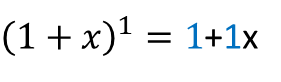 (1 + x)¹ = 1+1x